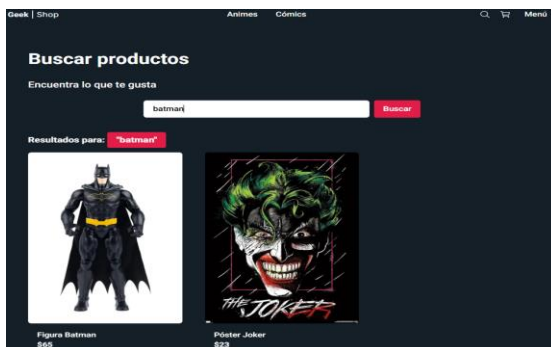 Geek | Shop Animes Cómics Menú
Buscar productos
Encuentra lo que te gusta
batman Buscar
Resultados para: "batman"
THE JOKER
Figura Batman Póster Joker
$65 $23